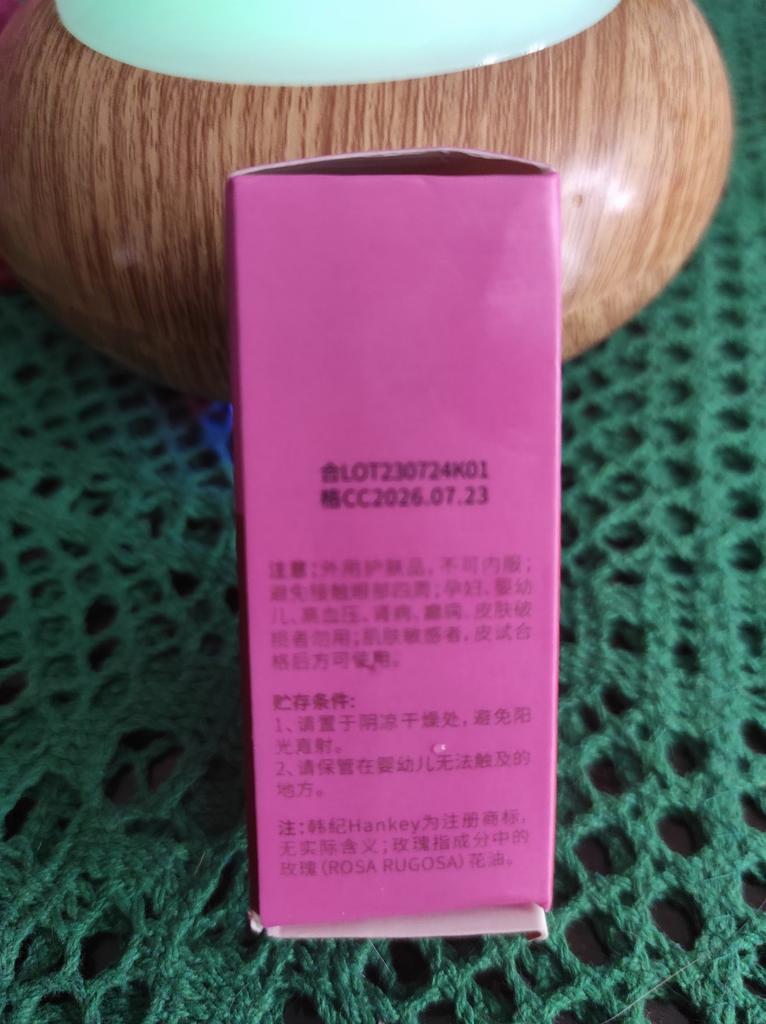 合LOT230724K01
格CC2026.07.23
注意：外用护肤品，不可内服；
避免接触眼部四周；孕妇、婴幼
儿、高血压、肾病、癫痫、皮肤破
损者勿用；肌肤敏感者，皮试合
格后方可使用。
贮存条件：
1、请置于阴凉干燥处，避免阳
光直射。
2、请保管在婴幼儿无法触及的
地方。
注：韩纪Hankey为注册商标，
无实际含义；玫瑰指成分中的
玫瑰（ROSA RUGOSA）花油。